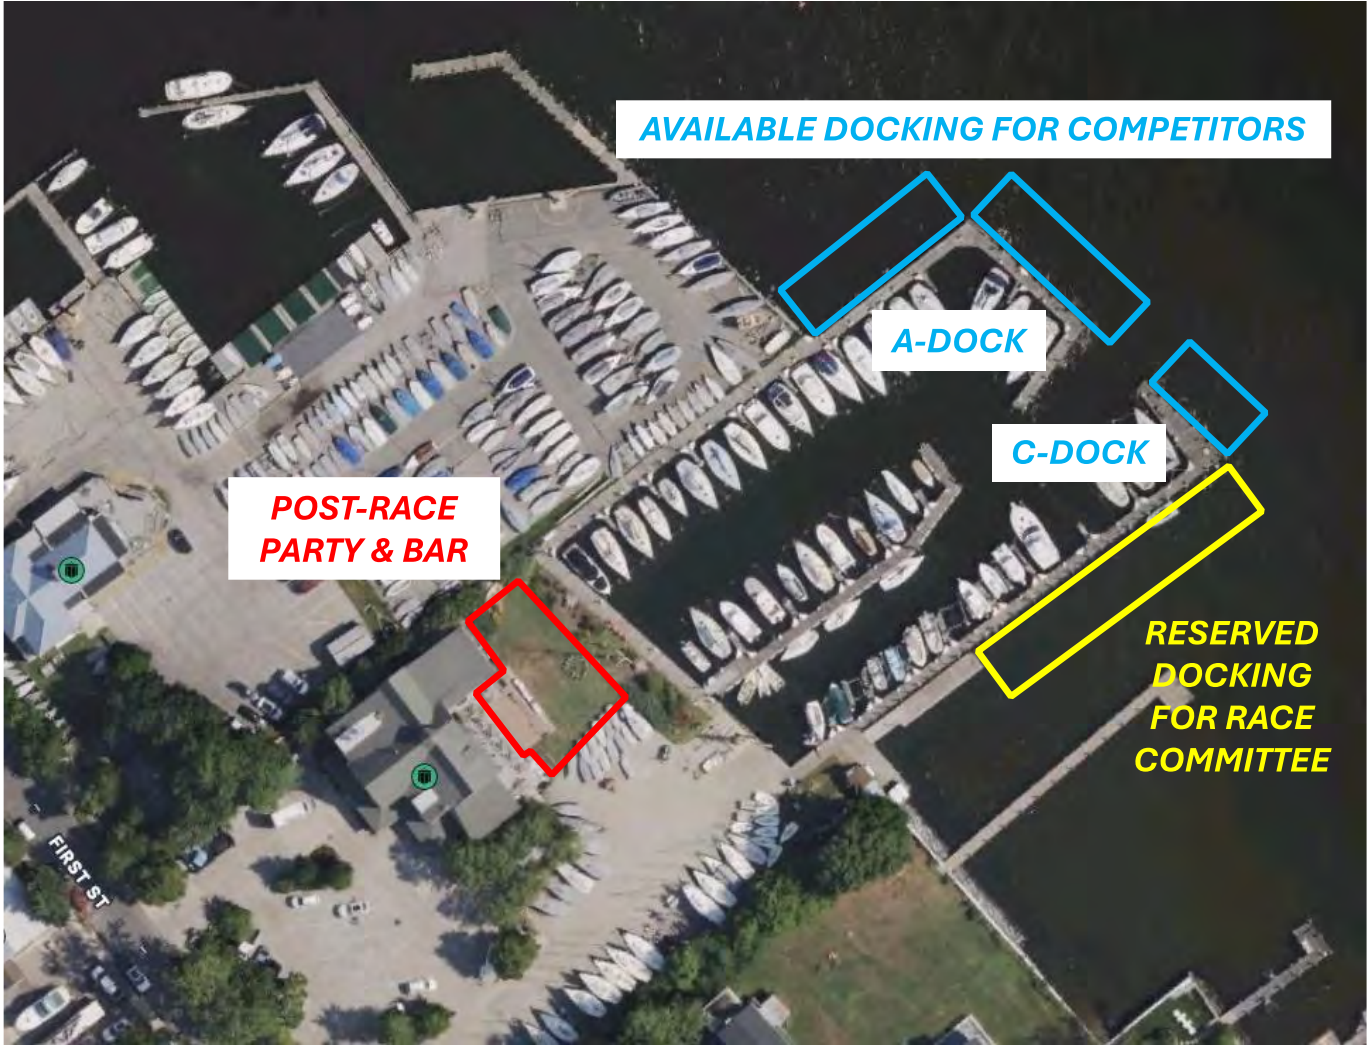 AVAILABLE DOCKING FOR COMPETITORS
A-DOCK
C-DOCK
POST-RACE
PARTY & BAR
RESERVED
DOCKING
FOR RACE
COMMITTEE
FIRST ST